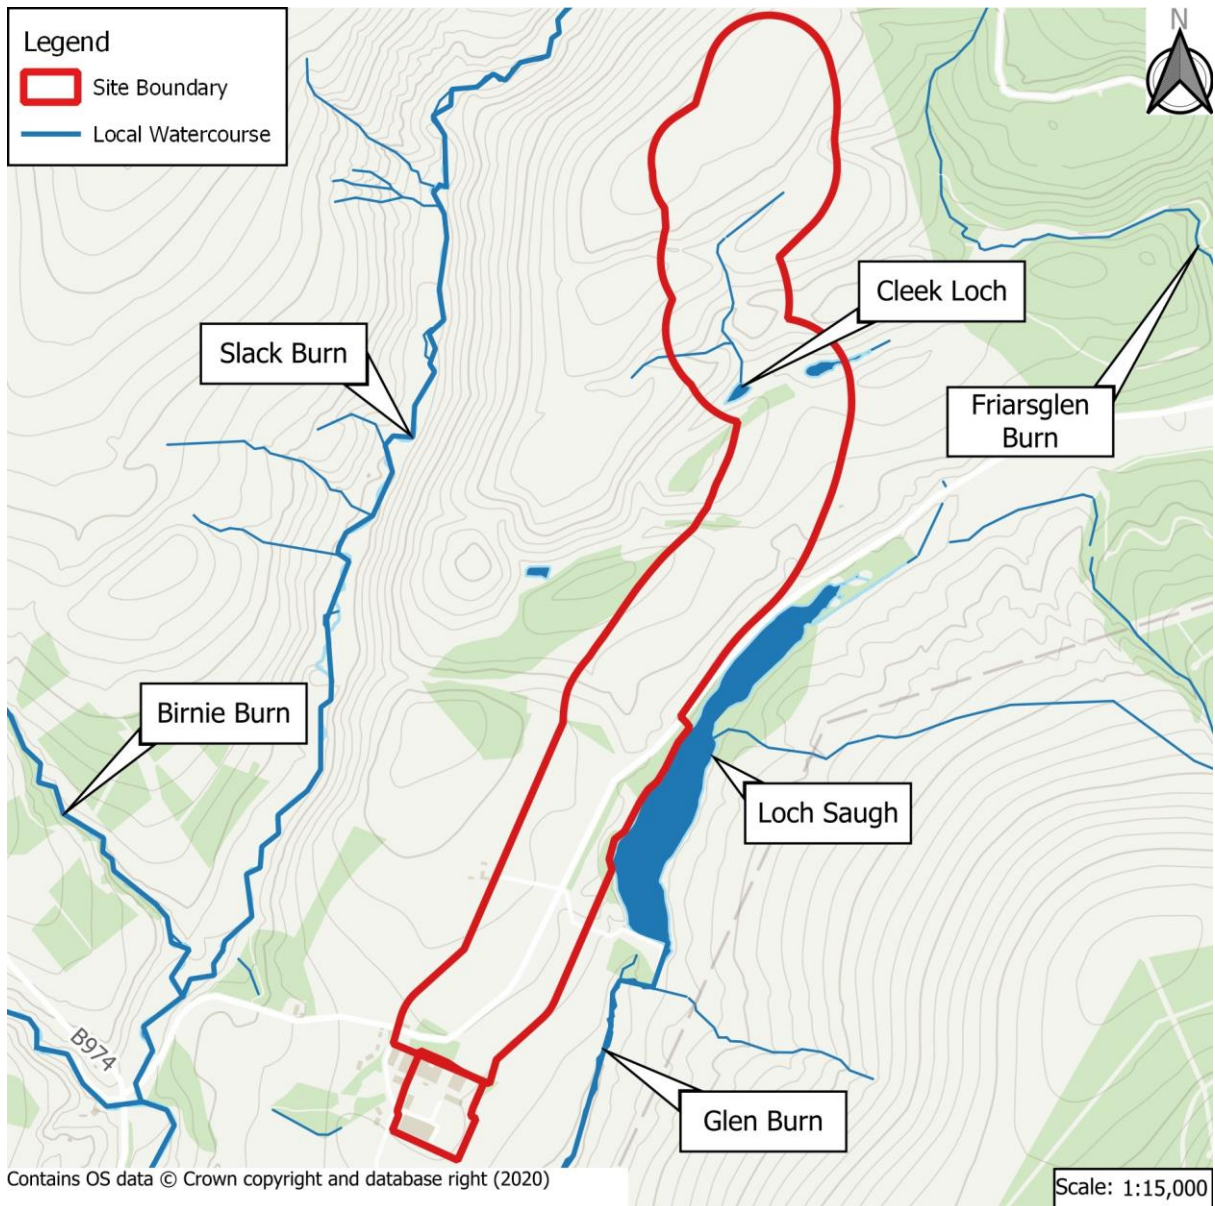 Legend
Site Boundary
Local Watercourse
N
Cleek Loch
Slack Burn
Friarsglen
Burn
Birnie Burn
Loch Saugh
B974
Glen Burn
Contains OS data © Crown copyright and database right (2020)
Scale: 1:15,000